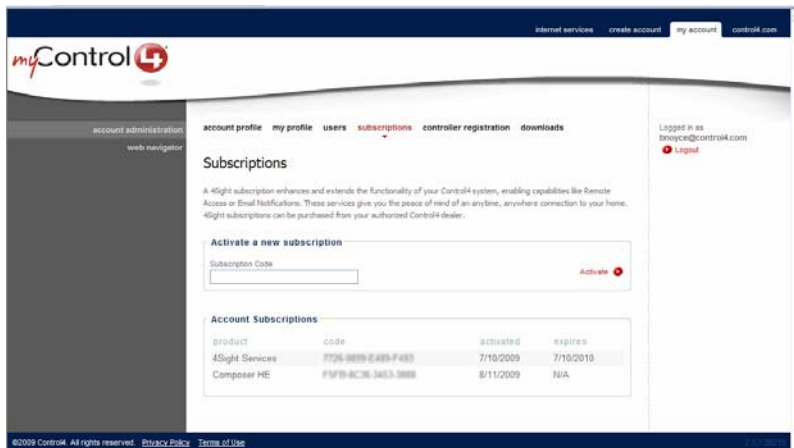 internet services create account my account control4.com
myControl4
account administration
web navigator
account profile my profile users subscriptions controller registration downloads
Logged in as
bnoyce@control4.com
Logout
Subscriptions
A 4Sight subscription enhances and extends the functionality of your Control4 system, enabling capabilities like Remote
Access or Email Notifications. These services give you the peace of mind of an anytime, anywhere connection to your home.
4Sight subscriptions can be purchased from your authorized Control4 dealer.
Activate a new subscription
Subscription Code
Activate
Account Subscriptions
product code activated expires
4Sight Services 7/10/2009 7/10/2010
Composer HE 8/11/2009 N/A
©2009 Control4. All rights reserved. Privacy Policy Terms of Use